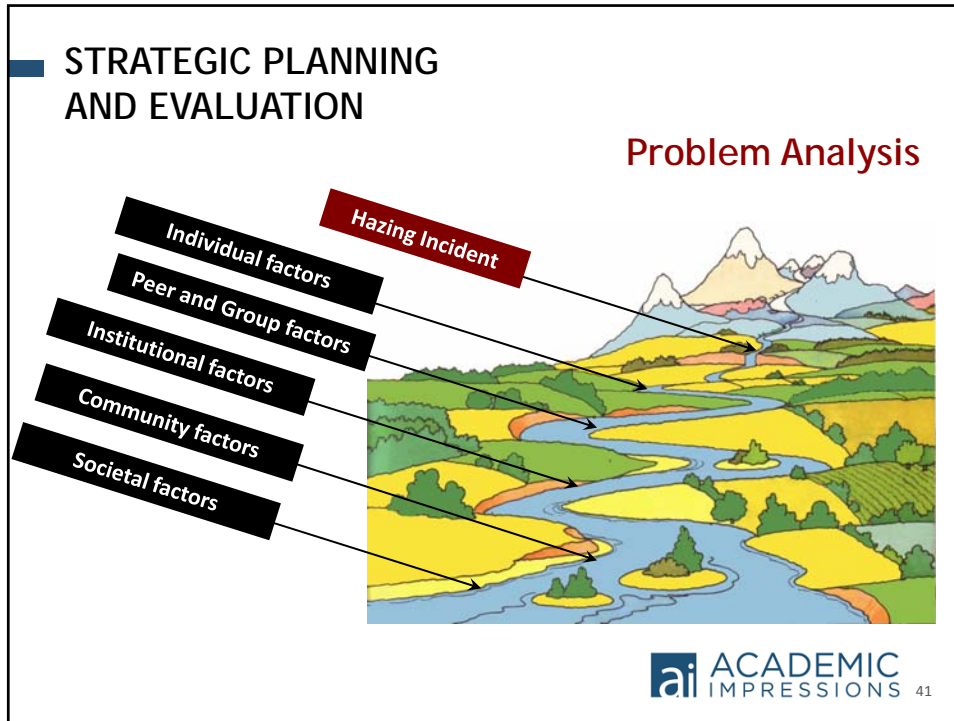 STRATEGIC PLANNING
AND EVALUATION
Problem Analysis
Hazing Incident
Individual factors
Peer and Group factors
Institutional factors
Community factors
Societal factors
ai ACADEMIC
IMPRESSIONS 41